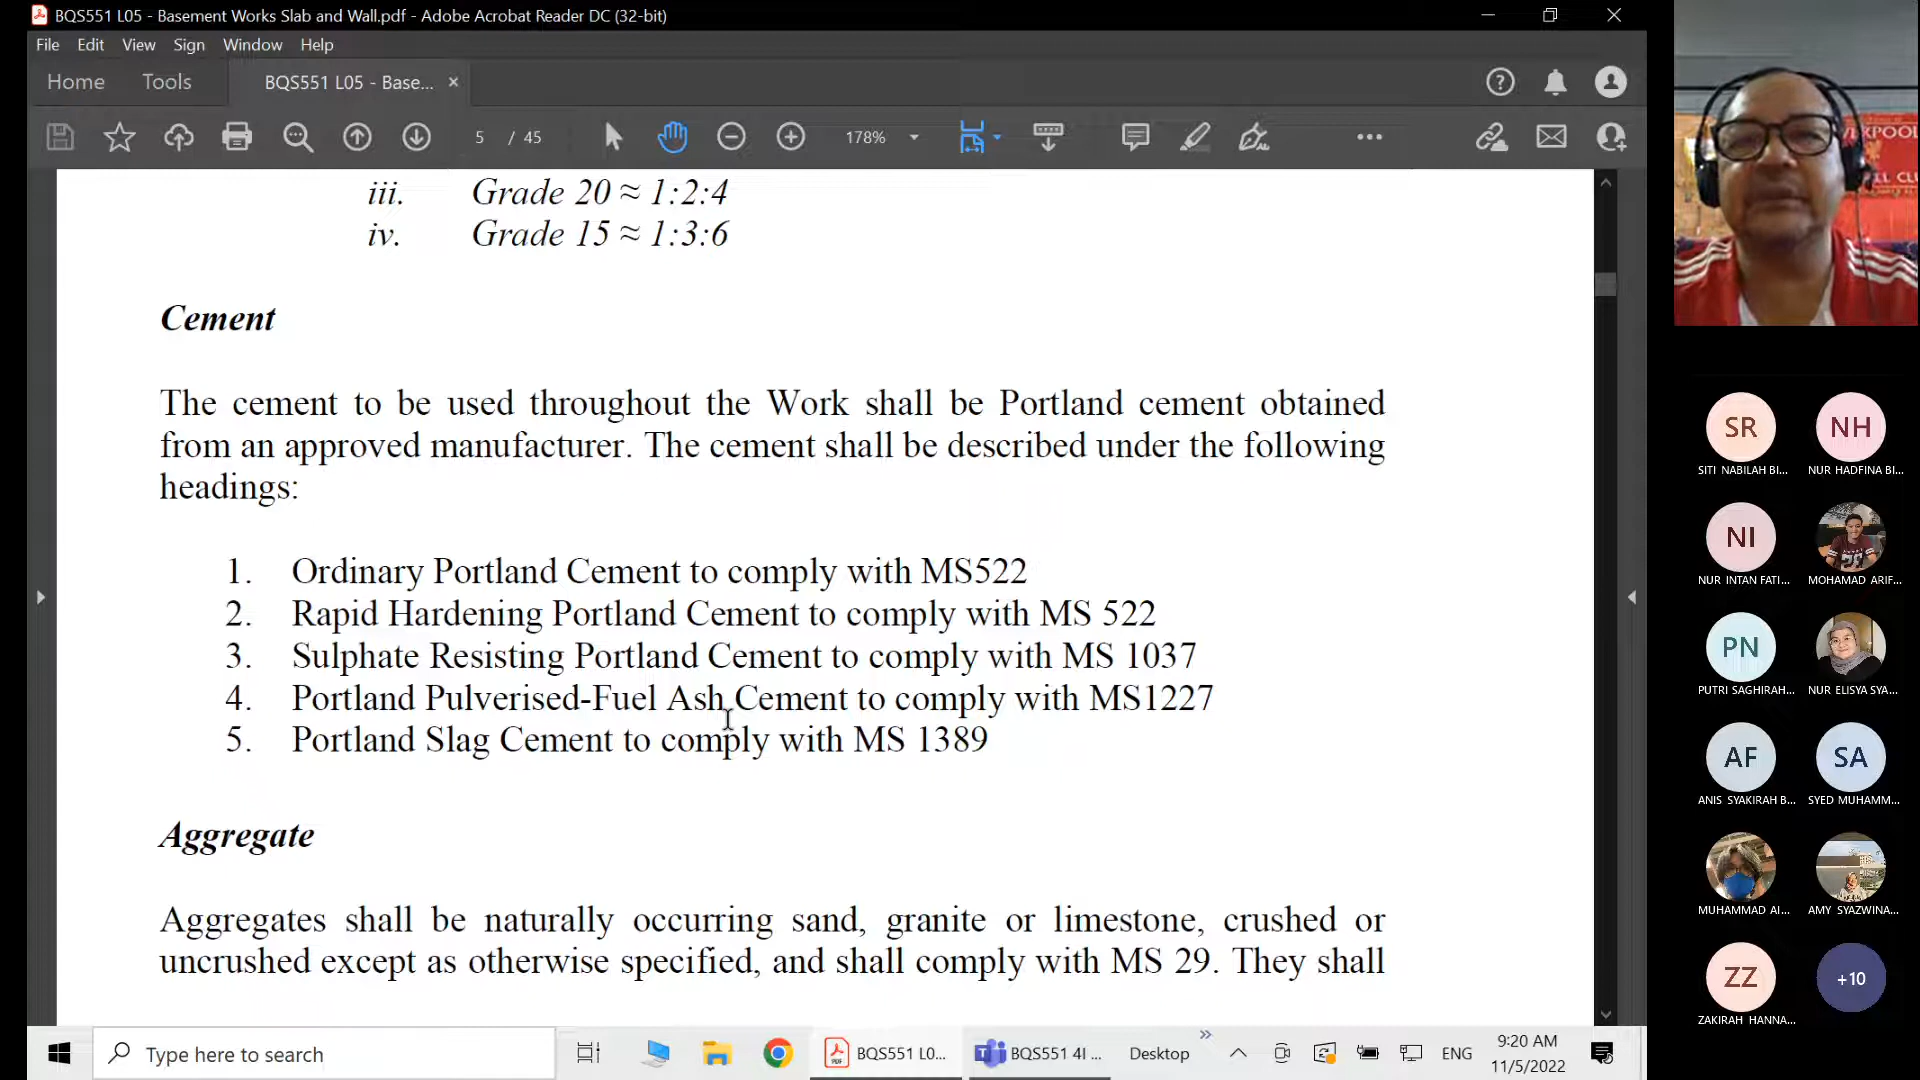 BQS551 L05 - Basement Works Slab and Wall.pdf - Adobe Acrobat Reader DC (32-bit)
File Edit View Sign Window Help
Home Tools BQS551 L05 - Base... ×
5 / 45 178%
iii. Grade 20 ≈ 1:2:4
iv. Grade 15 ≈ 1:3:6
Cement
The cement to be used throughout the Work shall be Portland cement obtained
from an approved manufacturer. The cement shall be described under the following
headings:
1. Ordinary Portland Cement to comply with MS522
2. Rapid Hardening Portland Cement to comply with MS 522
3. Sulphate Resisting Portland Cement to comply with MS 1037
4. Portland Pulverised-Fuel Ash Cement to comply with MS1227
5. Portland Slag Cement to comply with MS 1389
Aggregate
Aggregates shall be naturally occurring sand, granite or limestone, crushed or
uncrushed except as otherwise specified, and shall comply with MS 29. They shall
SR NH
SITI NABILAH BI... NUR HADFINA BI...
NI
NUR INTAN FATI... MOHAMAD ARIF...
PN
PUTRI SAGHIRAH... NUR ELISYA SYA...
AF SA
ANIS SYAKIRAH B... SYED MUHAMM...
MUHAMMAD AI... AMY SYAZWINA...
ZZ +10
ZAKIRAH HANNA...
Type here to search
BQS551 L0... BQS551 4I ... Desktop ENG 9:20 AM
11/5/2022